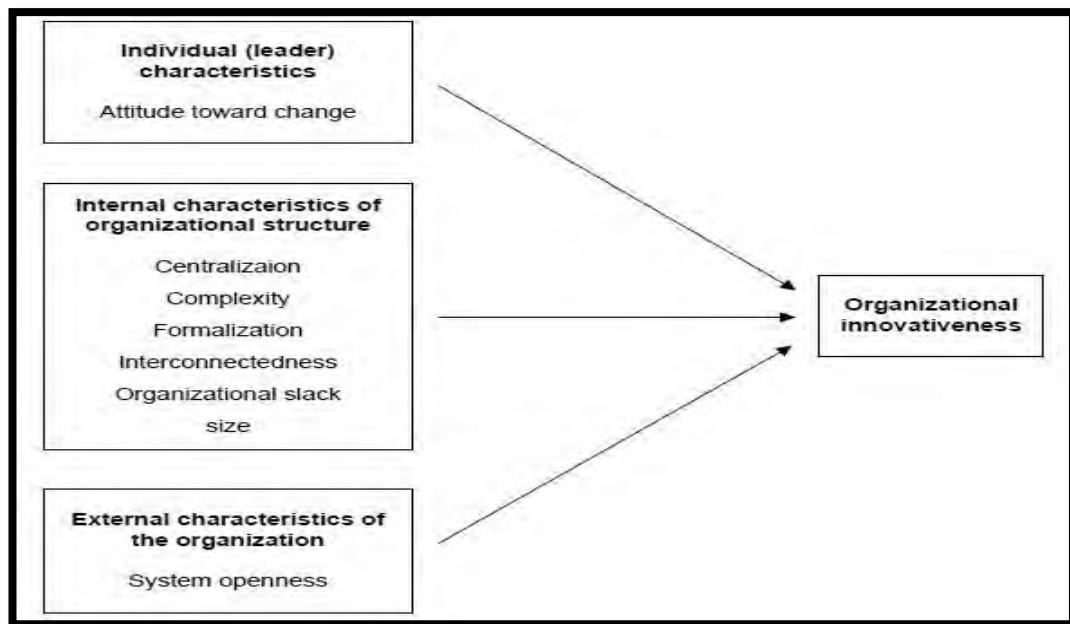 Individual (leader)
characteristics
Attitude toward change
Internal characteristics of
organizational structure
Centralizaion
Complexity
Formalization
Interconnectedness
Organizational slack
size
External characteristics of
the organization
System openness
Organizational
innovativeness